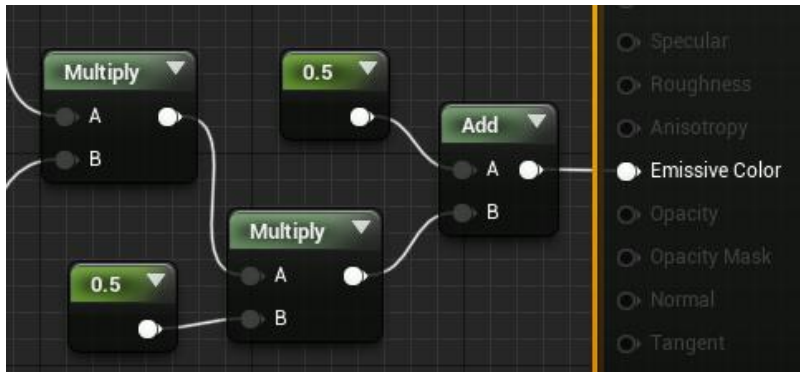 Multiply
A
B
0.5
Add
A
B
Multiply
A
B
0.5
Specular
Roughness
Anisotropy
Emissive Color
Opacity
Opacity Mask
Normal
Tangent